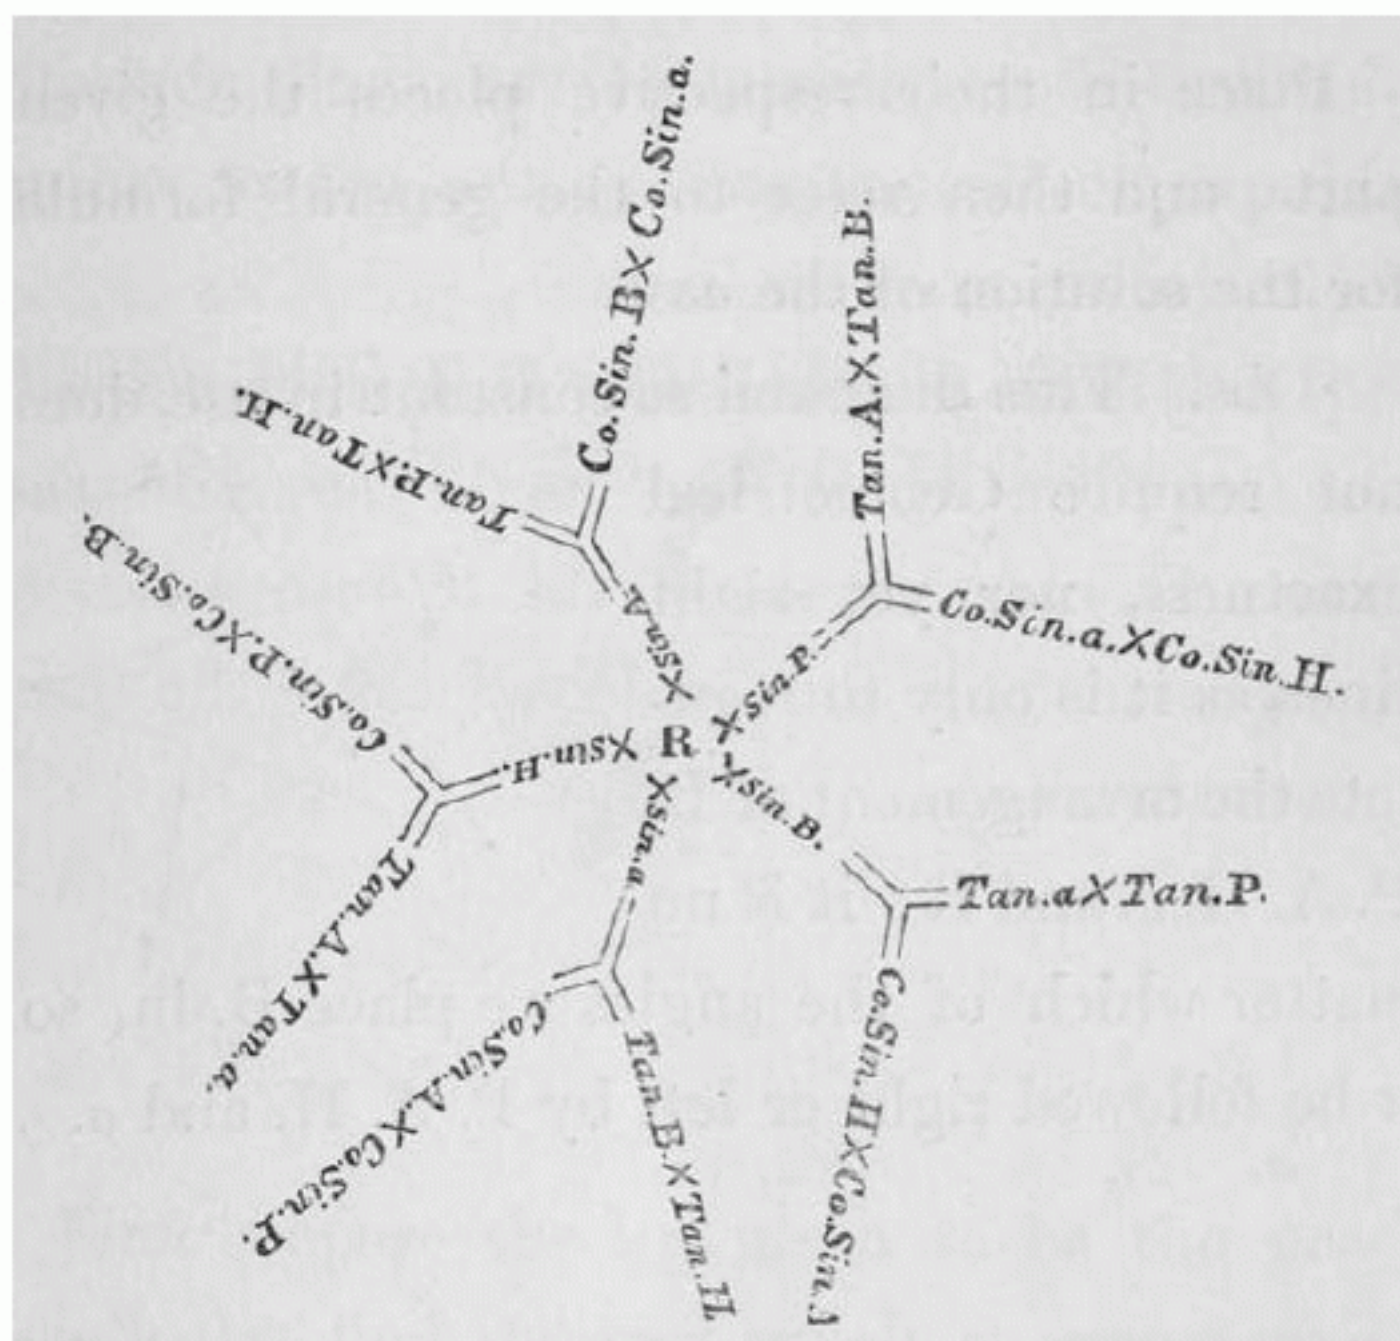 Co. Sin. B × Co. Sin. a.
Tan. P. × Tan. H.
× Sin. A
Tan. A. × Tan. B.
Co. Sin. a. × Co. Sin. H.
× Sin. P.
R
× Sin. B.
Tan. a × Tan. P.
Co. Sin. H × Co. Sin.
× Sin. a
Tan. B. × Tan. H
Co. Sin. A. × Co. Sin. P.
× Sin. H.
Co. Sin. P. × Co. Sin. B.
Tan. A. × Tan. a.